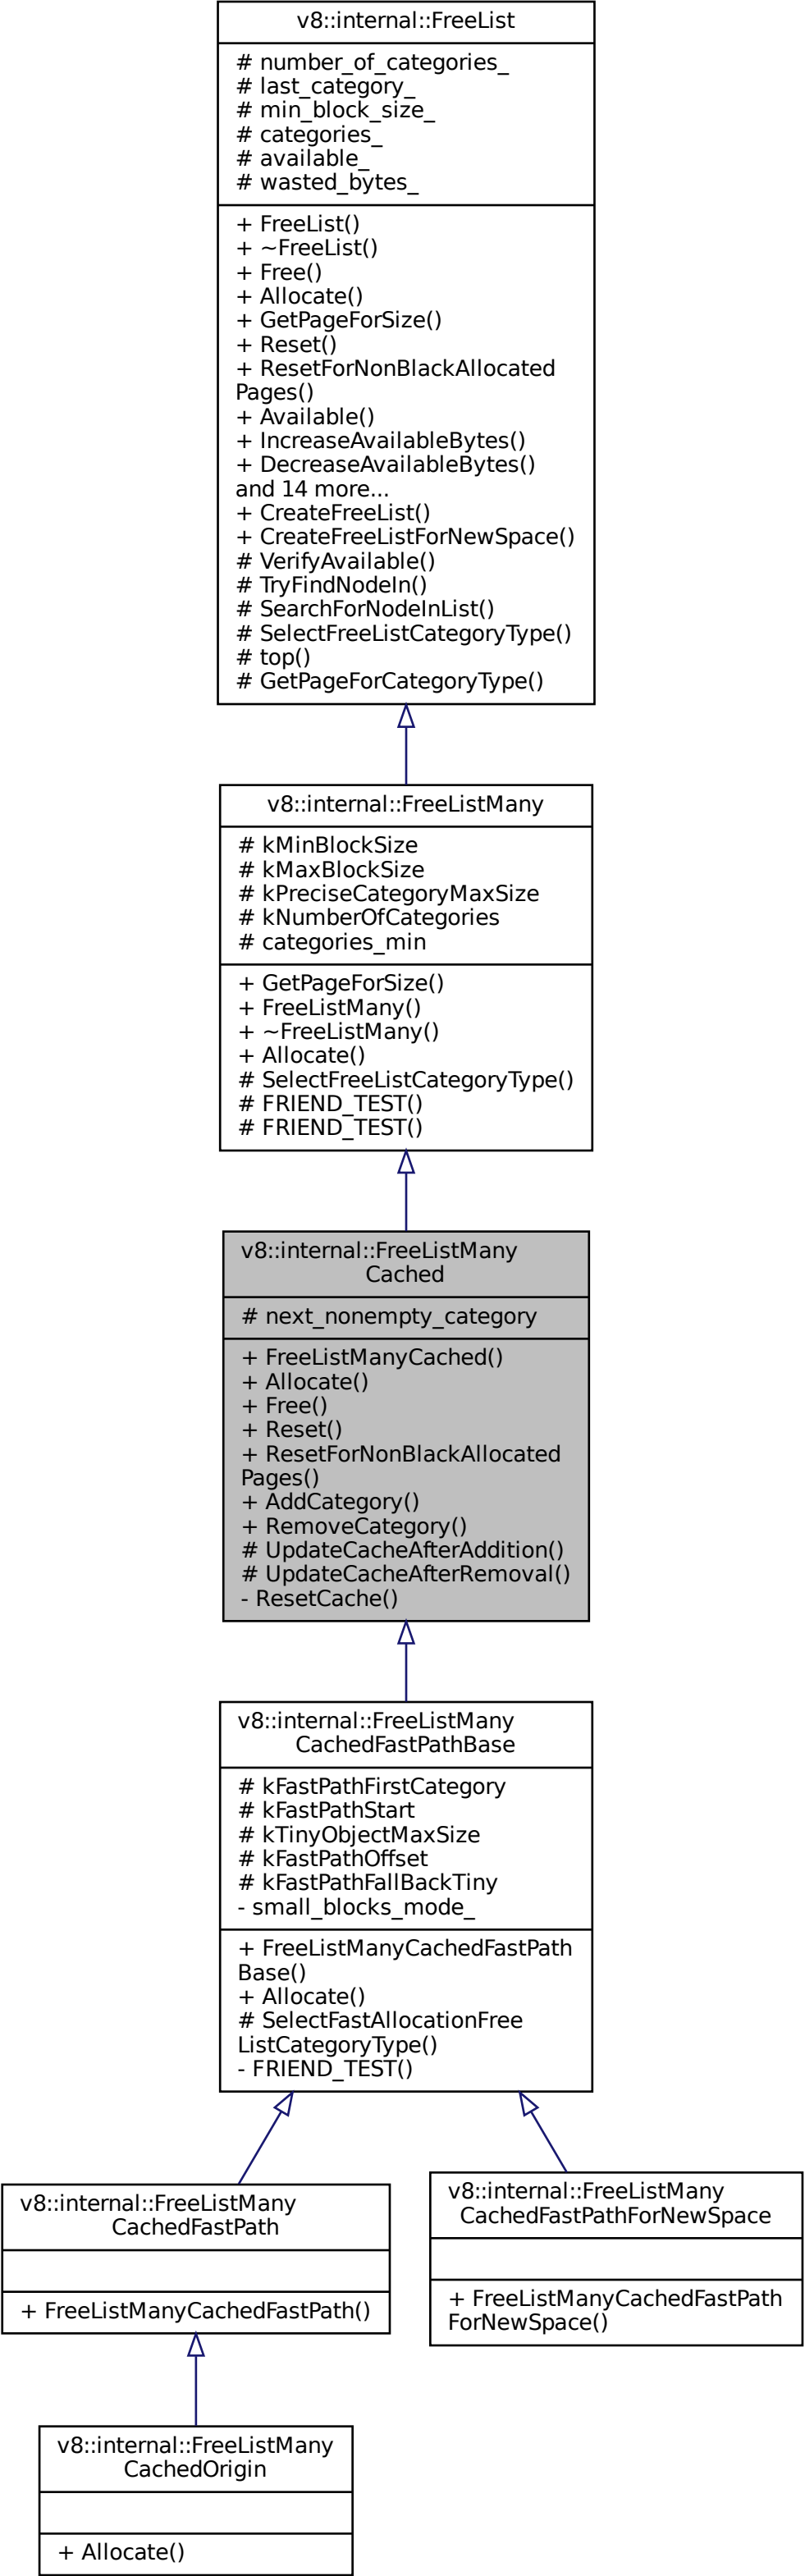 v8::internal::FreeList
# number_of_categories_
# last_category_
# min_block_size_
# categories_
# available_
# wasted_bytes_
+ FreeList()
+ ~FreeList()
+ Free()
+ Allocate()
+ GetPageForSize()
+ Reset()
+ ResetForNonBlackAllocated
Pages()
+ Available()
+ IncreaseAvailableBytes()
+ DecreaseAvailableBytes()
and 14 more...
+ CreateFreeList()
+ CreateFreeListForNewSpace()
# VerifyAvailable()
# TryFindNodeIn()
# SearchForNodeInList()
# SelectFreeListCategoryType()
# top()
# GetPageForCategoryType()
v8::internal::FreeListMany
# kMinBlockSize
# kMaxBlockSize
# kPreciseCategoryMaxSize
# kNumberOfCategories
# categories_min
+ GetPageForSize()
+ FreeListMany()
+ ~FreeListMany()
+ Allocate()
# SelectFreeListCategoryType()
# FRIEND_TEST()
# FRIEND_TEST()
v8::internal::FreeListMany
Cached
# next_nonempty_category
+ FreeListManyCached()
+ Allocate()
+ Free()
+ Reset()
+ ResetForNonBlackAllocated
Pages()
+ AddCategory()
+ RemoveCategory()
# UpdateCacheAfterAddition()
# UpdateCacheAfterRemoval()
- ResetCache()
v8::internal::FreeListMany
CachedFastPathBase
# kFastPathFirstCategory
# kFastPathStart
# kTinyObjectMaxSize
# kFastPathOffset
# kFastPathFallBackTiny
- small_blocks_mode_
+ FreeListManyCachedFastPath
Base()
+ Allocate()
# SelectFastAllocationFree
ListCategoryType()
- FRIEND_TEST()
v8::internal::FreeListMany
CachedFastPath
+ FreeListManyCachedFastPath()
v8::internal::FreeListMany
CachedFastPathForNewSpace
+ FreeListManyCachedFastPath
ForNewSpace()
v8::internal::FreeListMany
CachedOrigin
+ Allocate()